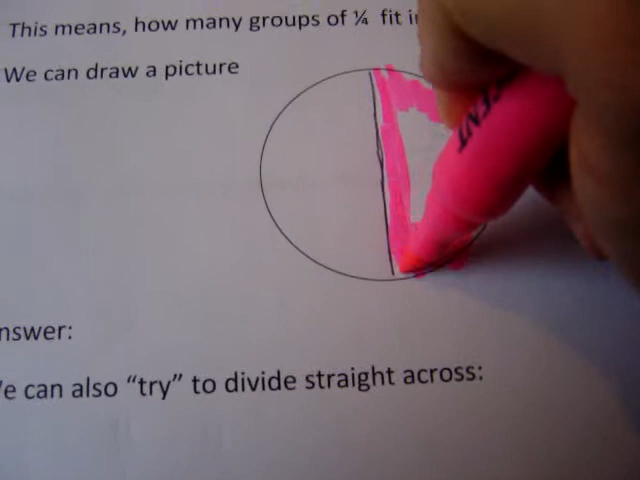 This means, how many groups of ¼ fit
We can draw a picture
CENT
nswer:
e can also “try” to divide straight across: